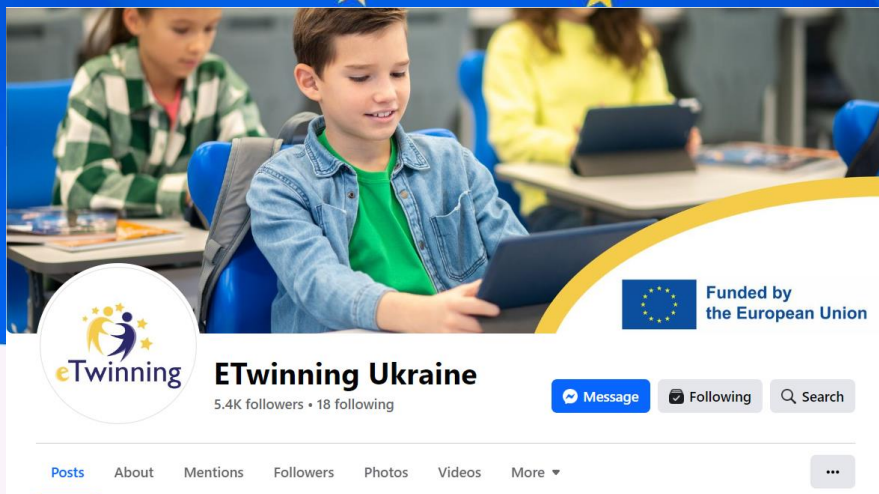 Funded by
the European Union
eTwinning
ETwinning Ukraine
5.4K followers • 18 following
Message
Following
Search
Posts
About
Mentions
Followers
Photos
Videos
More